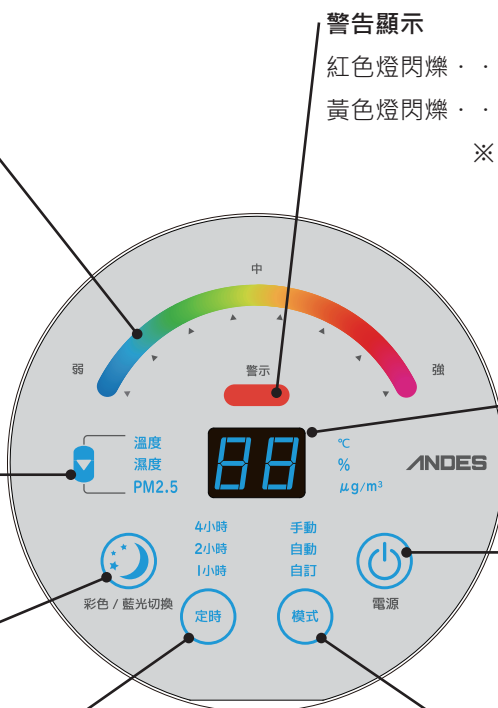 警告顯示
紅色燈閃爍・・
黃色燈閃爍・・
※
中
弱
強
警示
溫度
濕度
PM2.5
88
℃
%
μg/m³
ANDES
4小時
2小時
1小時
手動
自動
自訂
彩色 / 藍光切換
定時
模式
電源